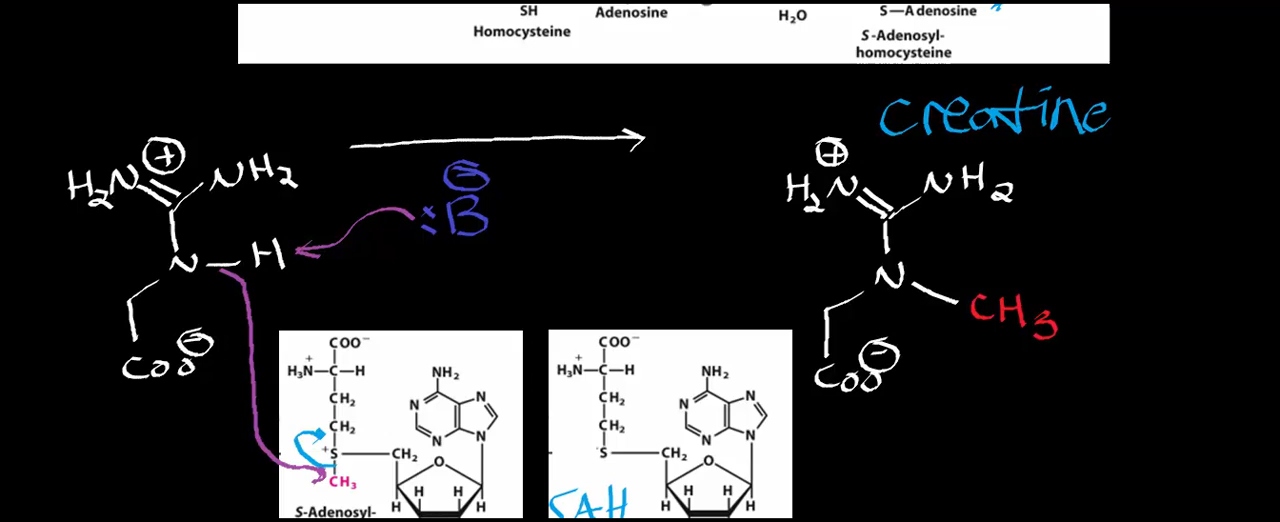 SH
Adenosine
H₂O
S—Adenosine
Homocysteine
S-Adenosyl-
homocysteine
creatine
H₂N
+
NH₂
N—H
COO
−
:B
−
+
H₂N
NH₂
N
CH₃
COO
−
COO⁻
H₃N—C—H
+
CH₂
CH₂
+S
CH₂
CH₃
NH₂
N
N
N
N
O
H
H
H
H
S-Adenosyl-
COO⁻
H₃N—C—H
+
CH₂
CH₂
S
CH₂
NH₂
N
N
N
N
O
H
H
H
H
SAH